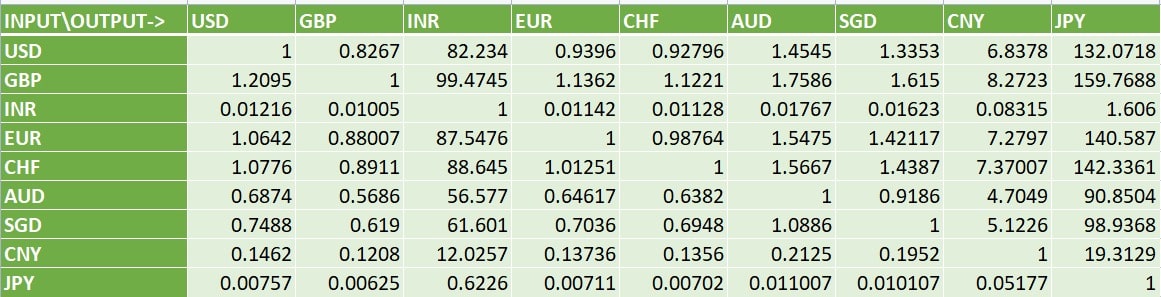 INPUT\OUTPUT-> USD GBP INR EUR CHF AUD SGD CNY JPY
USD 1 0.8267 82.234 0.9396 0.92796 1.4545 1.3353 6.8378 132.0718
GBP 1.2095 1 99.4745 1.1362 1.1221 1.7586 1.615 8.2723 159.7688
INR 0.01216 0.01005 1 0.01142 0.01128 0.01767 0.01623 0.08315 1.606
EUR 1.0642 0.88007 87.5476 1 0.98764 1.5475 1.42117 7.2797 140.587
CHF 1.0776 0.8911 88.645 1.01251 1 1.5667 1.4387 7.37007 142.3361
AUD 0.6874 0.5686 56.577 0.64617 0.6382 1 0.9186 4.7049 90.8504
SGD 0.7488 0.619 61.601 0.7036 0.6948 1.0886 1 5.1226 98.9368
CNY 0.1462 0.1208 12.0257 0.13736 0.1356 0.2125 0.1952 1 19.3129
JPY 0.00757 0.00625 0.6226 0.00711 0.00702 0.011007 0.010107 0.05177 1